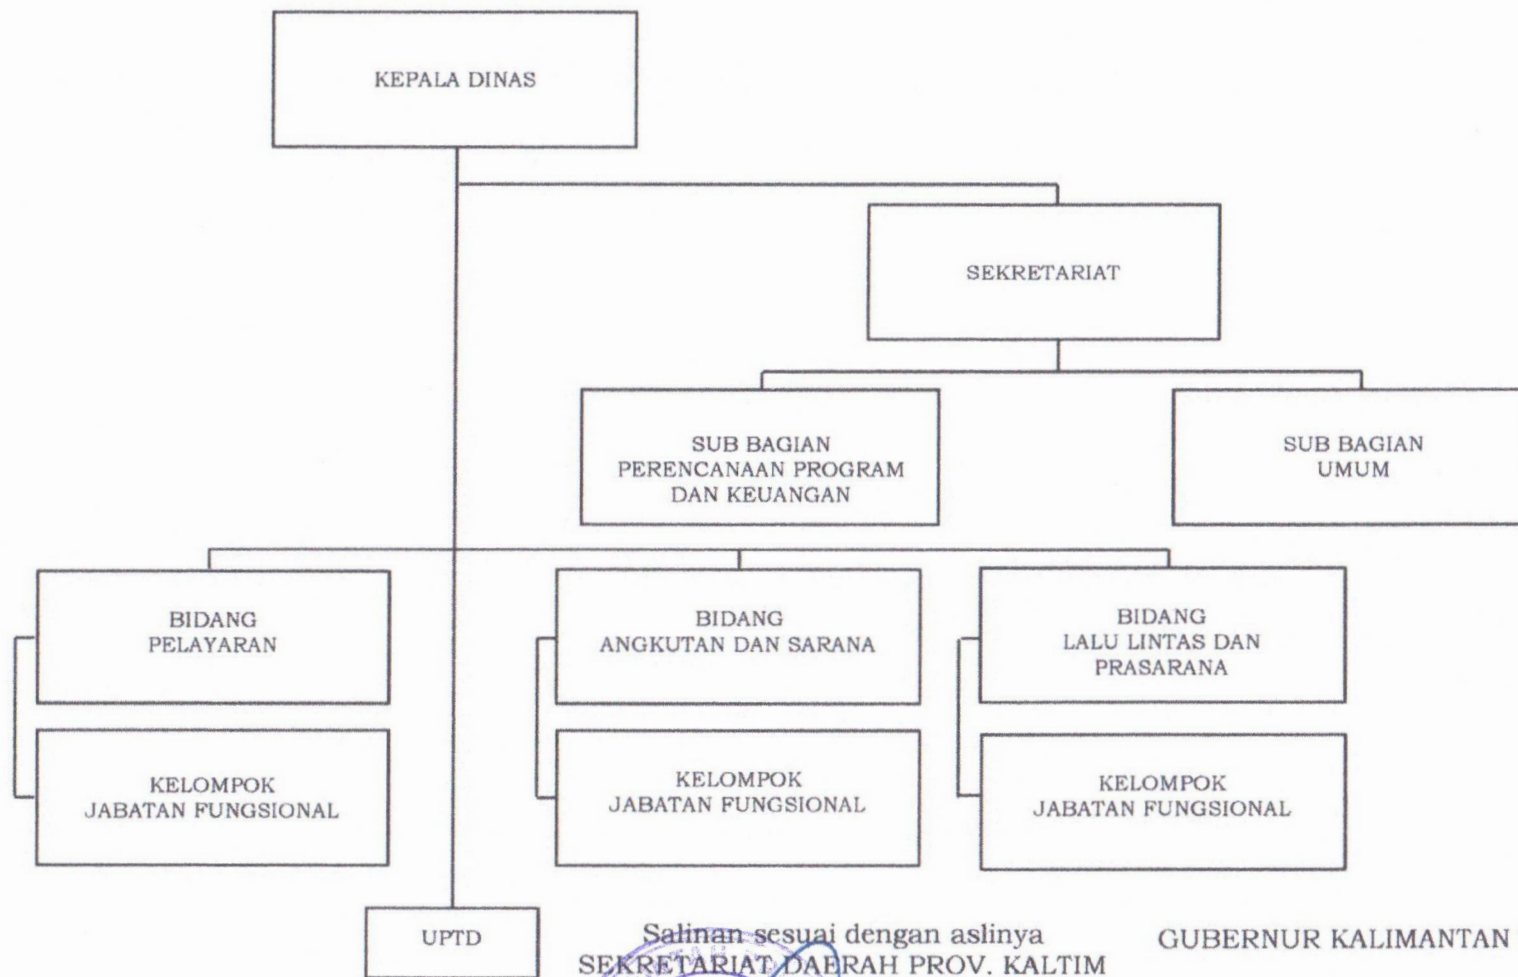 KEPALA DINAS
SEKRETARIAT
SUB BAGIAN
PERENCANAAN PROGRAM
DAN KEUANGAN
SUB BAGIAN
UMUM
BIDANG
PELAYARAN
BIDANG
ANGKUTAN DAN SARANA
BIDANG
LALU LINTAS DAN
PRASARANA
KELOMPOK
JABATAN FUNGSIONAL
KELOMPOK
JABATAN FUNGSIONAL
KELOMPOK
JABATAN FUNGSIONAL
UPTD
Salinan sesuai dengan aslinya
SEKRETARIAT DAERAH PROV. KALTIM
GUBERNUR KALIMANTAN